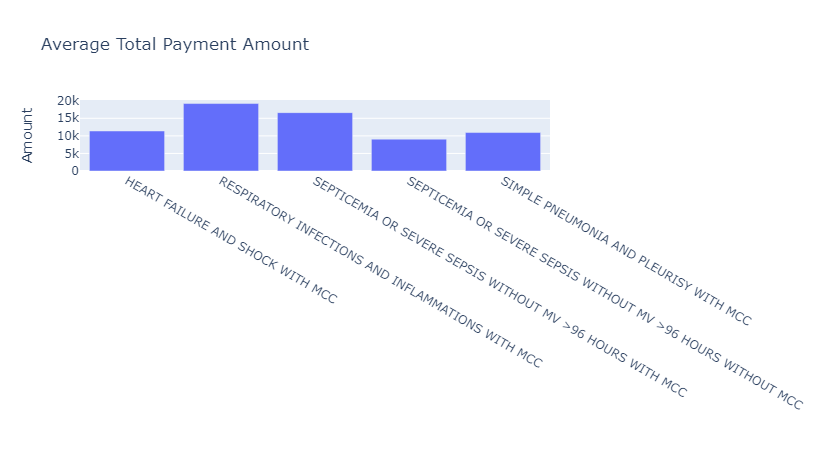 Average Total Payment Amount
Amount
20k
15k
10k
5k
0
HEART FAILURE AND SHOCK WITH MCC
RESPIRATORY INFECTIONS AND INFLAMMATIONS WITH MCC
SEPTICEMIA OR SEVERE SEPSIS WITHOUT MV >96 HOURS WITH MCC
SEPTICEMIA OR SEVERE SEPSIS WITHOUT MV >96 HOURS WITHOUT MCC
SIMPLE PNEUMONIA AND PLEURISY WITH MCC